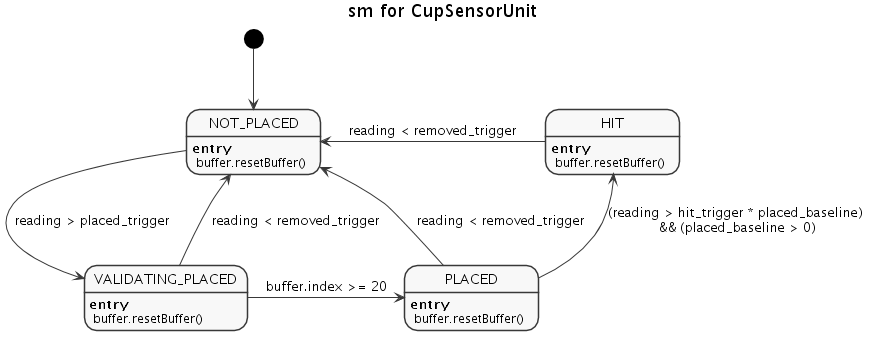 sm for CupSensorUnit
NOT_PLACED
entry
buffer.resetBuffer()
HIT
entry
buffer.resetBuffer()
reading < removed_trigger
reading > placed_trigger
reading < removed_trigger
reading < removed_trigger
(reading > hit_trigger * placed_baseline)
&& (placed_baseline > 0)
VALIDATING_PLACED
entry
buffer.resetBuffer()
buffer.index >= 20
PLACED
entry
buffer.resetBuffer()